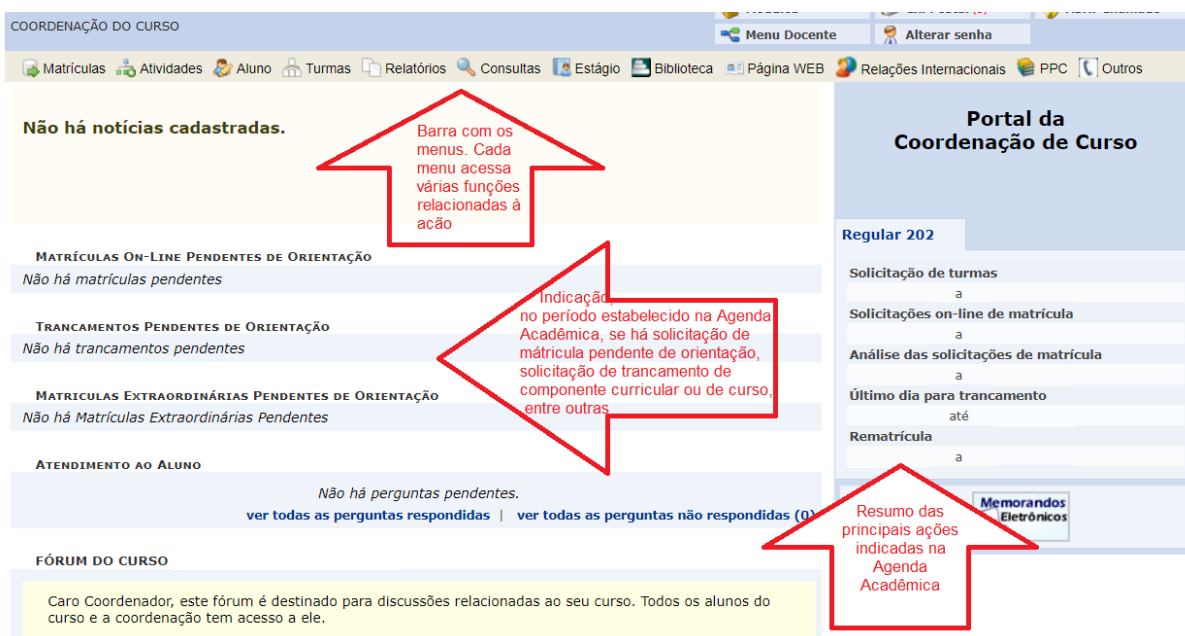 COORDENAÇÃO DO CURSO
Menu Docente
Alterar senha
Matrículas Atividades Aluno Turmas Relatórios Consultas Estágio Biblioteca Página WEB Relações Internacionais PPC Outros
Não há notícias cadastradas.
Barra com os
menus. Cada
menu acessa
várias funções
relacionadas à
acão
Portal da
Coordenação de Curso
MATRÍCULAS ON-LINE PENDENTES DE ORIENTAÇÃO
Não há matrículas pendentes
TRANCAMENTOS PENDENTES DE ORIENTAÇÃO
Não há trancamentos pendentes
MATRICULAS EXTRAORDINÁRIAS PENDENTES DE ORIENTAÇÃO
Não há Matrículas Extraordinárias Pendentes
Indicação,
no período estabelecido na Agenda
Acadêmica, se há solicitação de
mátricula pendente de orientação,
solicitação de trancamento de
componente curricular ou de curso,
entre outras
ATENDIMENTO AO ALUNO
Não há perguntas pendentes.
ver todas as perguntas respondidas | ver todas as perguntas não respondidas (0)
FÓRUM DO CURSO
Caro Coordenador, este fórum é destinado para discussões relacionadas ao seu curso. Todos os alunos do
curso e a coordenação tem acesso a ele.
Regular 202
Solicitação de turmas
a
Solicitações on-line de matrícula
a
Análise das solicitações de matrícula
a
Último dia para trancamento
até
Rematrícula
a
Memorandos
Eletrônicos
Resumo das
principais ações
indicadas na
Agenda
Acadêmica